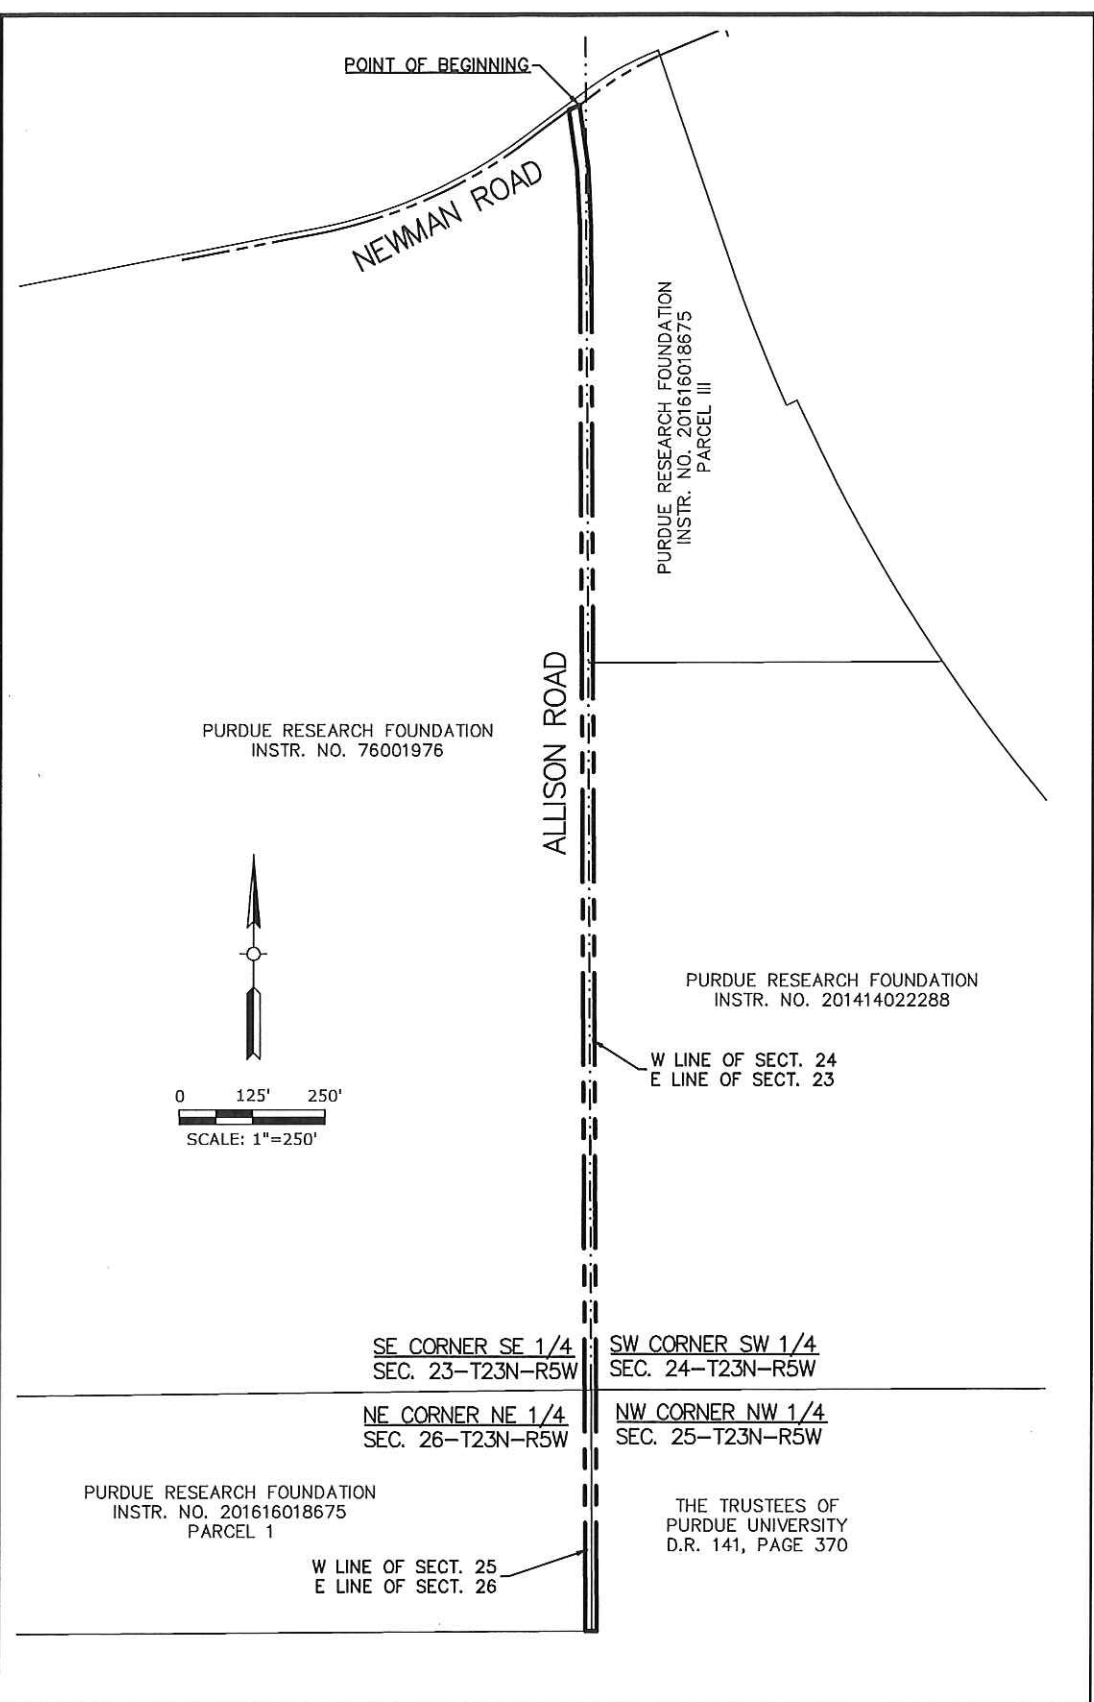 POINT OF BEGINNING
NEWMAN ROAD
PURDUE RESEARCH FOUNDATION
INSTR. NO. 201616018675
PARCEL III
ALLISON ROAD
PURDUE RESEARCH FOUNDATION
INSTR. NO. 76001976
PURDUE RESEARCH FOUNDATION
INSTR. NO. 201414022288
W LINE OF SECT. 24
E LINE OF SECT. 23
0 125' 250'
SCALE: 1"=250'
SE CORNER SE 1/4
SEC. 23-T23N-R5W
SW CORNER SW 1/4
SEC. 24-T23N-R5W
NE CORNER NE 1/4
SEC. 26-T23N-R5W
NW CORNER NW 1/4
SEC. 25-T23N-R5W
PURDUE RESEARCH FOUNDATION
INSTR. NO. 201616018675
PARCEL 1
THE TRUSTEES OF
PURDUE UNIVERSITY
D.R. 141, PAGE 370
W LINE OF SECT. 25
E LINE OF SECT. 26